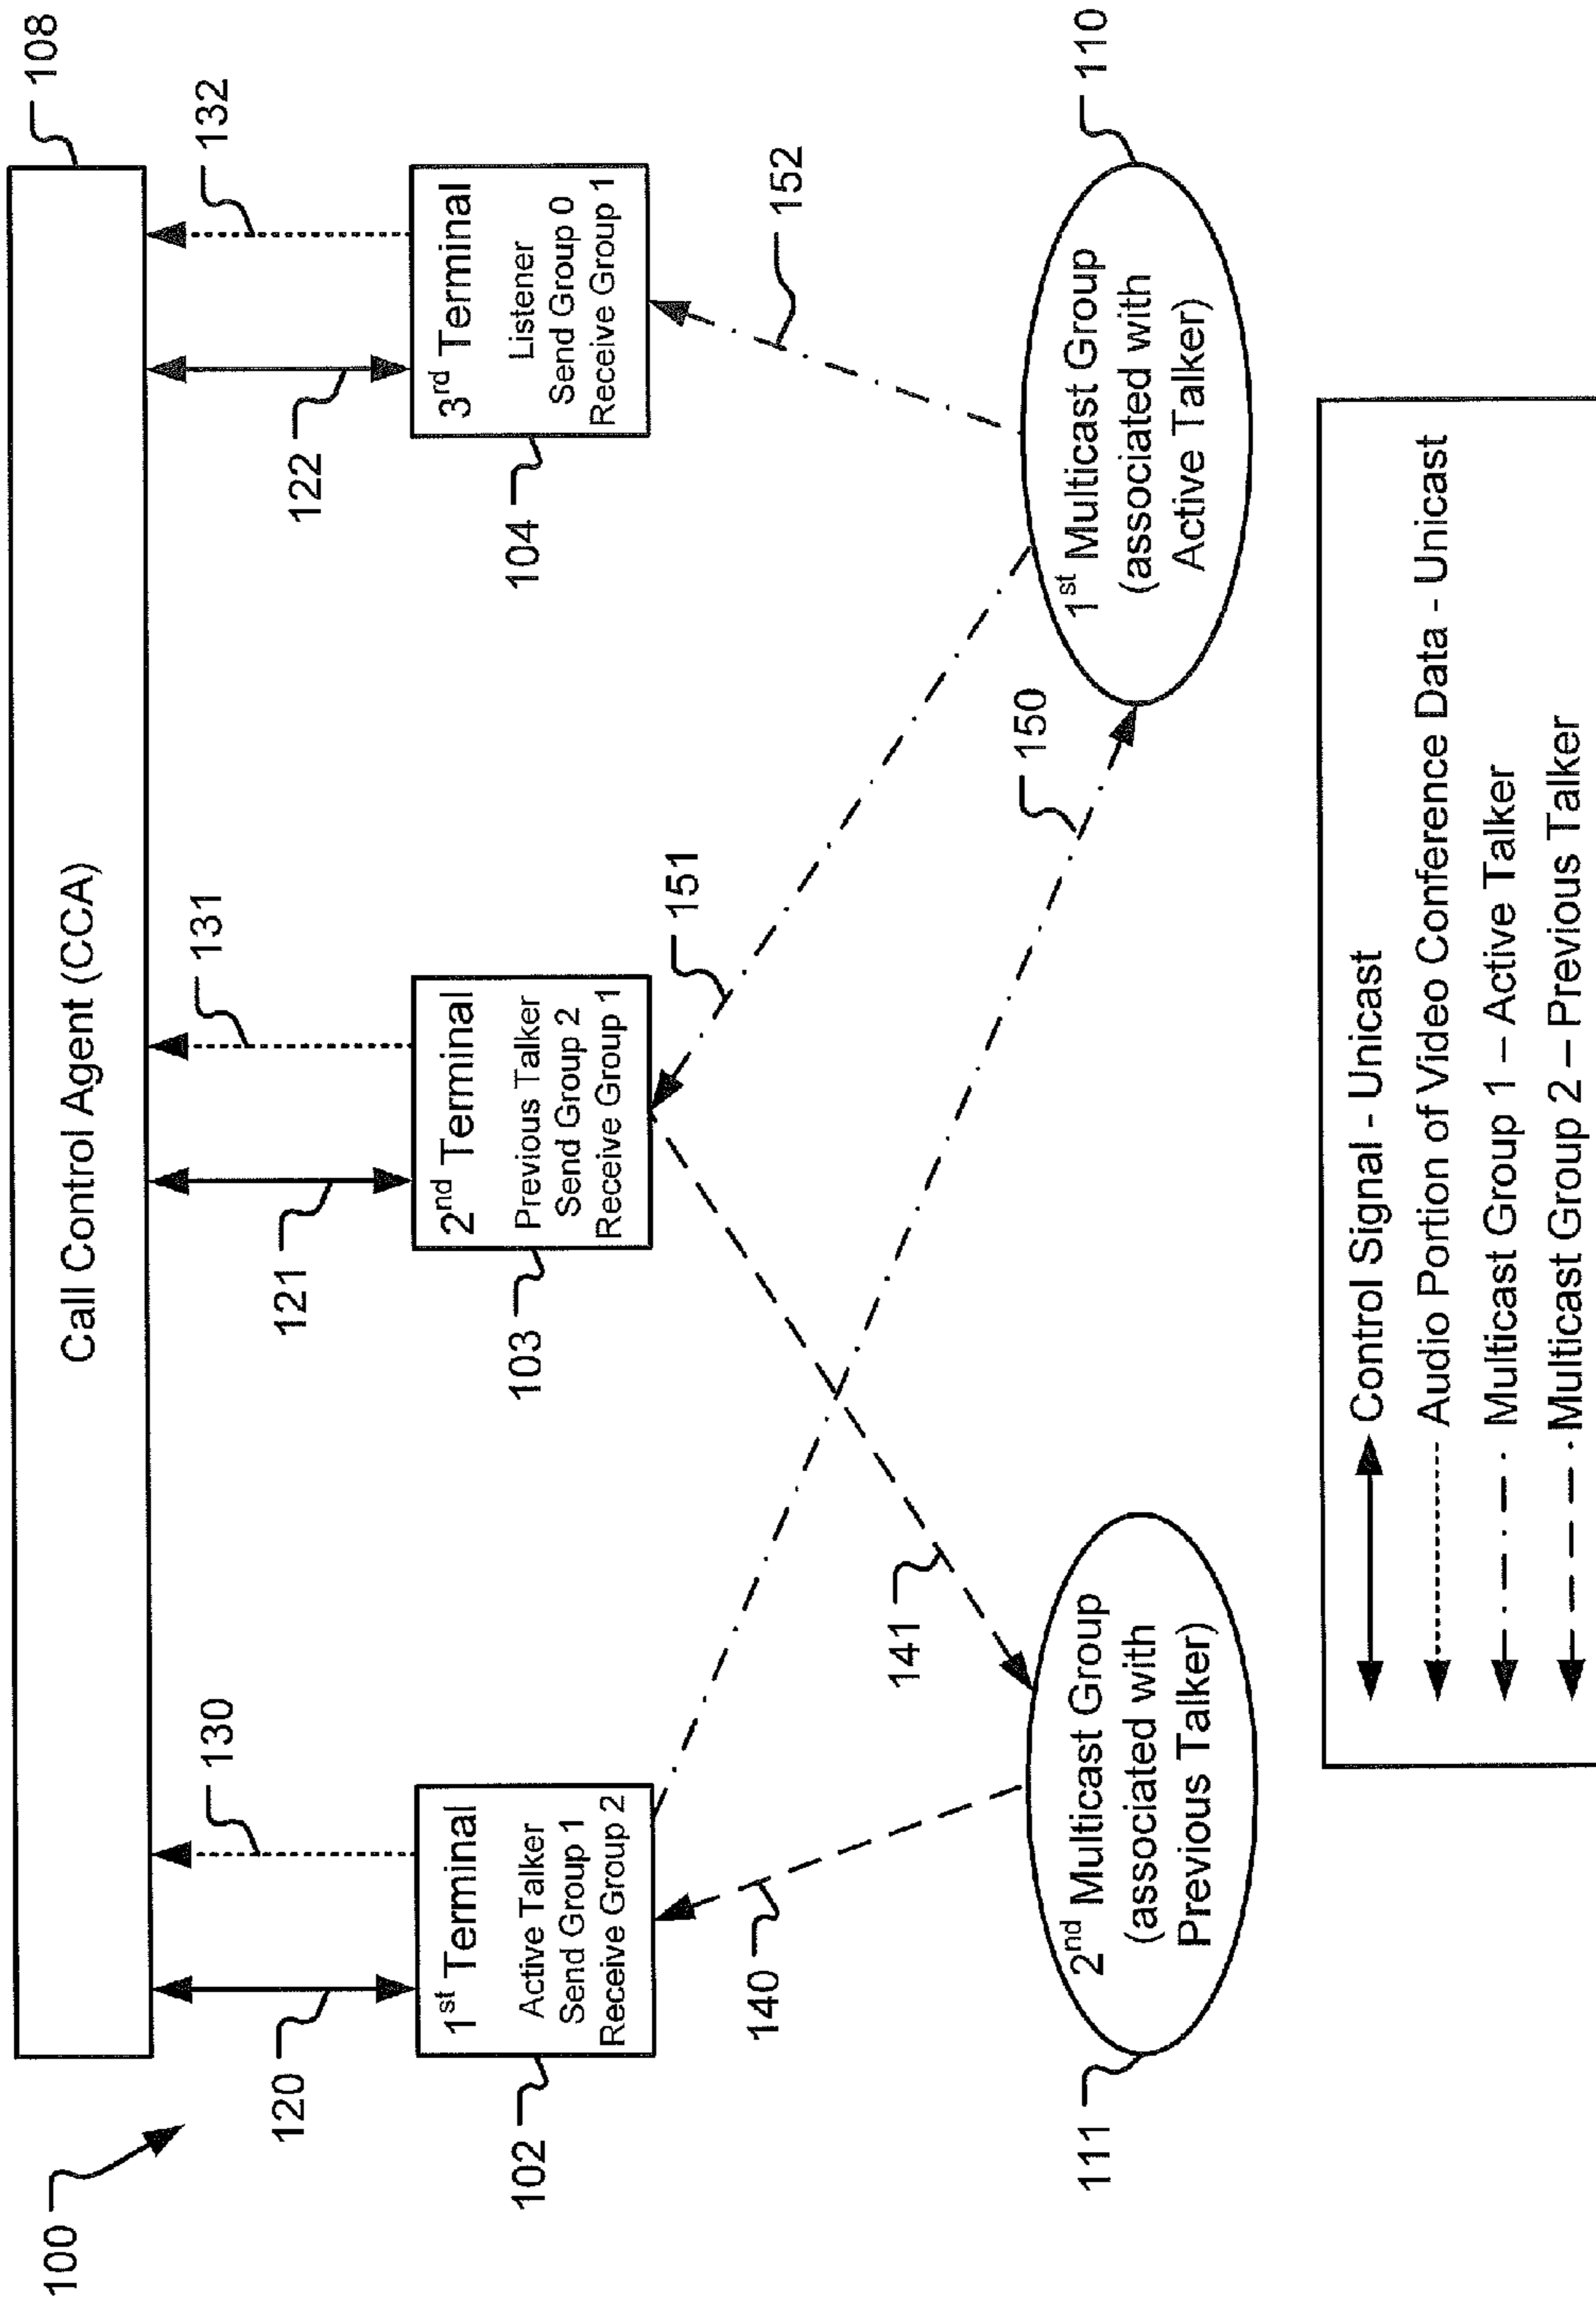 100
Call Control Agent (CCA)
108
120
130
121
131
122
132
1st Terminal
Active Talker
Send Group 1
Receive Group 2
102
2nd Terminal
Previous Talker
Send Group 2
Receive Group 1
103
3rd Terminal
Listener
Send Group 0
Receive Group 1
104
140
141
151
150
152
2nd Multicast Group
(associated with
Previous Talker)
111
1st Multicast Group
(associated with
Active Talker)
110
Control Signal - Unicast
Audio Portion of Video Conference Data - Unicast
Multicast Group 1 – Active Talker
Multicast Group 2 – Previous Talker